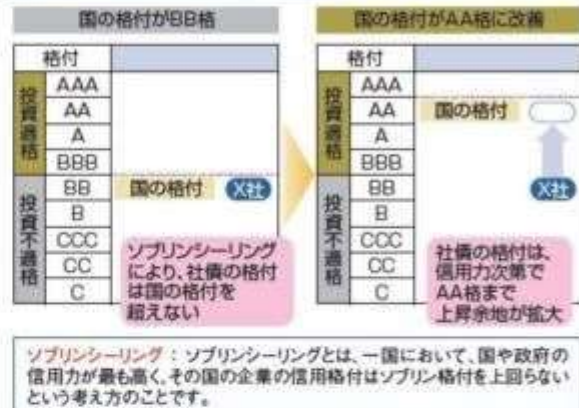 国の格付がBB格
格付
投資適格
AAA
AA
A
BBB
投資不適格
BB
国の格付
X社
B
CCC
CC
C
ソブリンシーリング
により、社債の格付
は国の格付を
超えない
国の格付がAA格に改善
格付
投資適格
AAA
AA
国の格付
A
BBB
投資不適格
BB
X社
B
CCC
CC
C
社債の格付は、
信用力次第で
AA格まで
上昇余地が拡大
ソブリンシーリング：ソブリンシーリングとは、一国において、国や政府の
信用力が最も高く、その国の企業の信用格付はソブリン格付を上回らない
という考え方のことです。